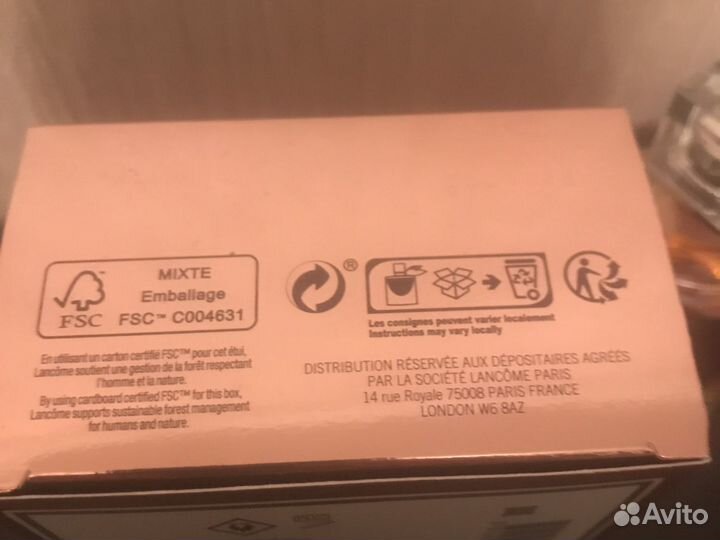 MIXTE
Emballage
FSC FSC™ C004631
En utilisant un carton certifié FSC™ pour cet étui,
Lancôme soutient une gestion de la forêt respectant
l'homme et la nature.
By using cardboard certified FSC™ for this box,
Lancôme supports sustainable forest management
for humans and nature.
®
Les consignes peuvent varier localement
Instructions may vary locally
DISTRIBUTION RÉSERVÉE AUX DÉPOSITAIRES AGRÉÉS
PAR LA SOCIÉTÉ LANCÔME PARIS
14 rue Royale 75008 PARIS FRANCE
LONDON W6 8AZ
Avito